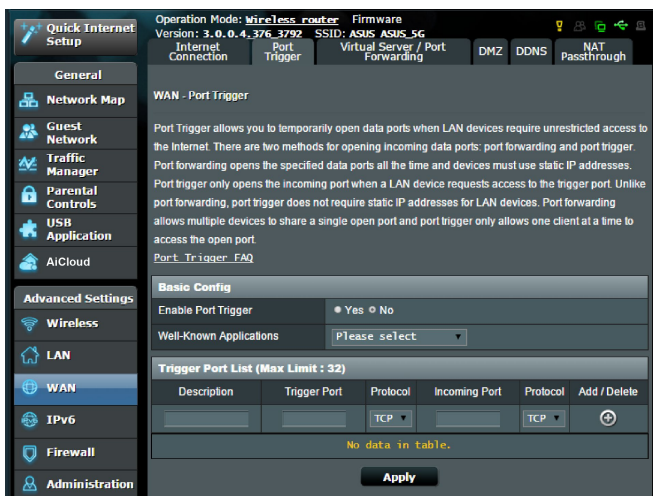 Quick Internet
Setup
General
Network Map
Guest
Network
Traffic
Manager
Parental
Controls
USB
Application
AiCloud
Advanced Settings
Wireless
LAN
WAN
IPv6
Firewall
Administration
Operation Mode: Wireless router Firmware
Version: 3.0.0.4.376_3792 SSID: ASUS ASUS_5G
Internet
Connection
Port
Trigger
Virtual Server / Port
Forwarding
DMZ
DDNS
NAT
Passthrough
WAN - Port Trigger
Port Trigger allows you to temporarily open data ports when LAN devices require unrestricted access to
the Internet. There are two methods for opening incoming data ports: port forwarding and port trigger.
Port forwarding opens the specified data ports all the time and devices must use static IP addresses.
Port trigger only opens the incoming port when a LAN device requests access to the trigger port. Unlike
port forwarding, port trigger does not require static IP addresses for LAN devices. Port forwarding
allows multiple devices to share a single open port and port trigger only allows one client at a time to
access the open port.
Port Trigger FAQ
Basic Config
Enable Port Trigger Yes No
Well-Known Applications Please select
Trigger Port List (Max Limit : 32)
Description Trigger Port Protocol Incoming Port Protocol Add / Delete
TCP TCP
No data in table.
Apply